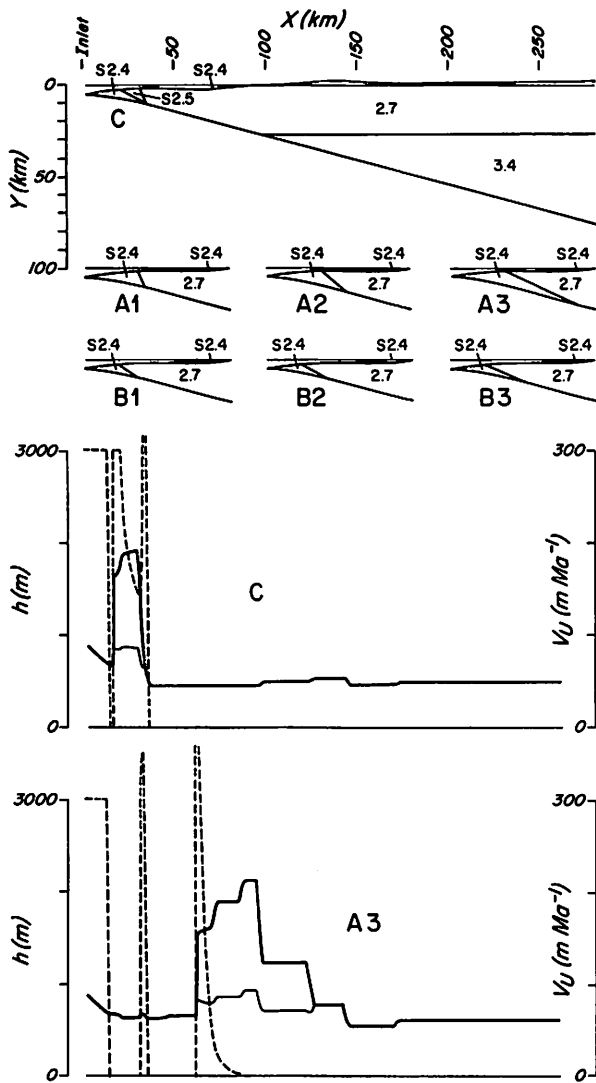 X (km)
-Inlet
-50
-100
-150
-200
-250
S2.4
S2.4
S2.5
0
C
2.7
3.4
50
Y (km)
100
S2.4 S2.4
2.7
A1
S2.4 S2.4
2.7
A2
S2.4 S2.4
2.7
A3
S2.4 S2.4
2.7
B1
S2.4 S2.4
2.7
B2
S2.4 S2.4
2.7
B3
3000
300
h(m)
C
VU (m Ma⁻¹)
0
0
3000
300
h(m)
A3
VU (m Ma⁻¹)
0
0